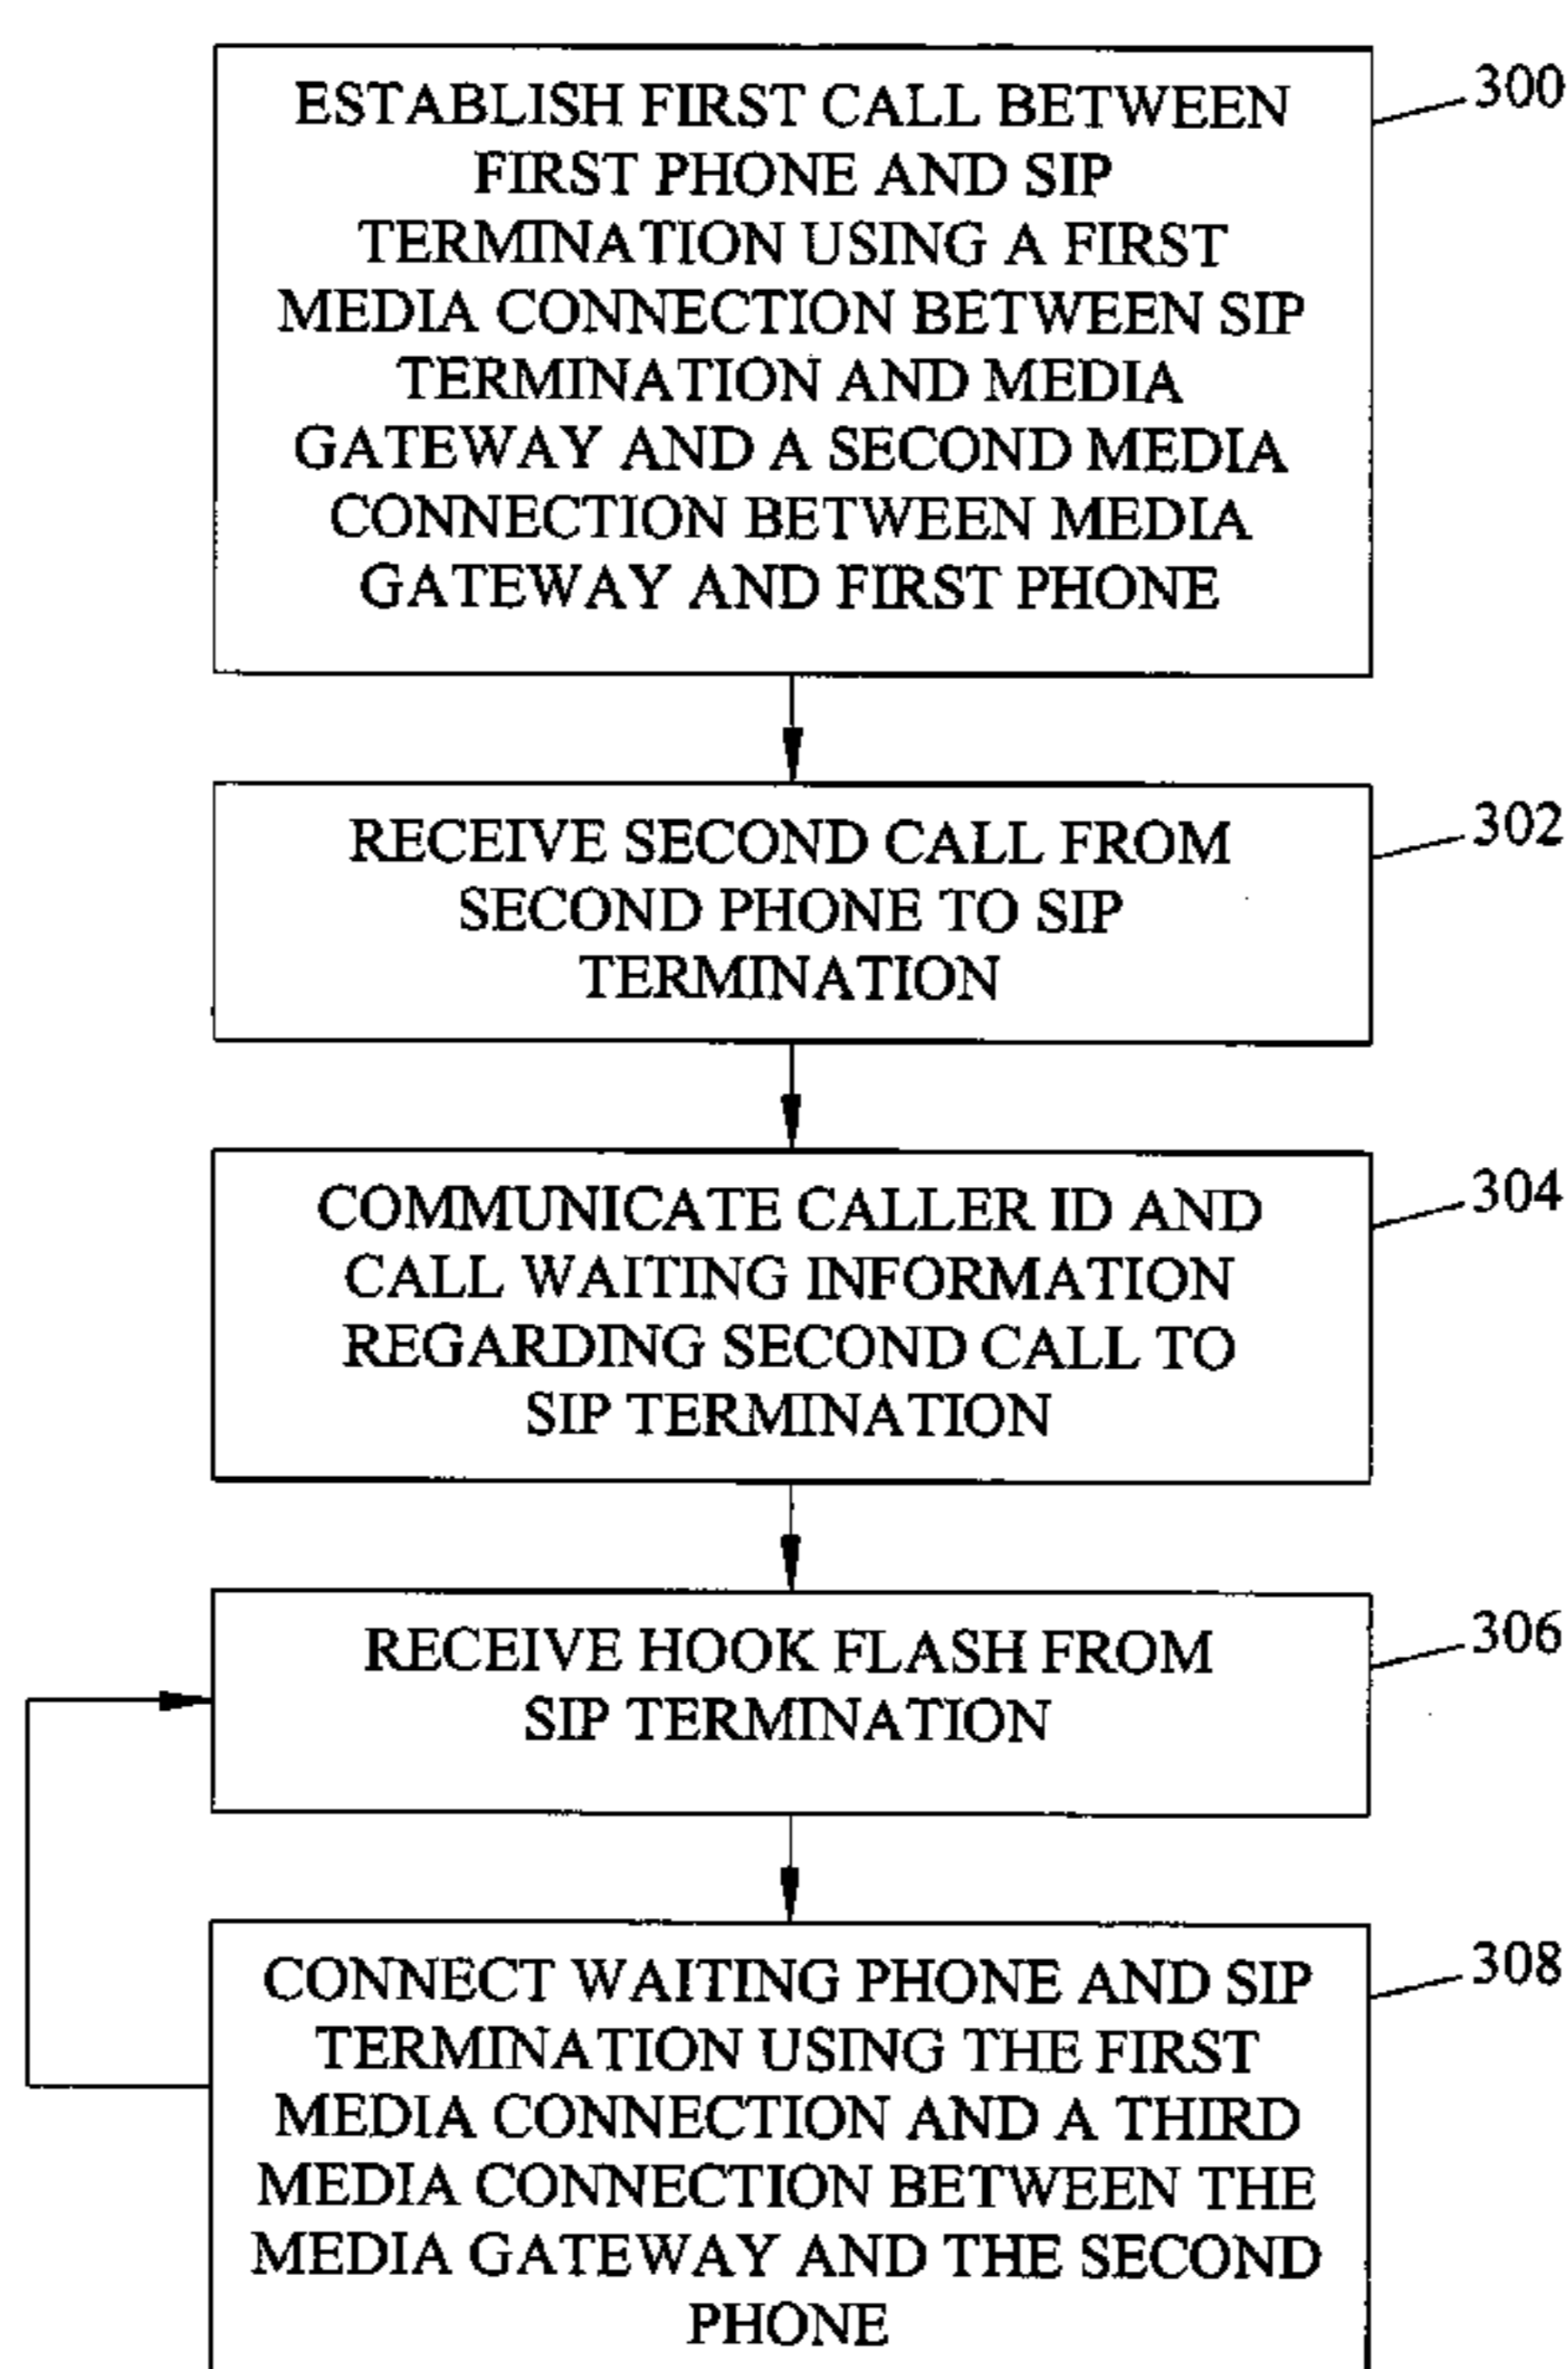 ESTABLISH FIRST CALL BETWEEN
FIRST PHONE AND SIP
TERMINATION USING A FIRST
MEDIA CONNECTION BETWEEN SIP
TERMINATION AND MEDIA
GATEWAY AND A SECOND MEDIA
CONNECTION BETWEEN MEDIA
GATEWAY AND FIRST PHONE
300
RECEIVE SECOND CALL FROM
SECOND PHONE TO SIP
TERMINATION
302
COMMUNICATE CALLER ID AND
CALL WAITING INFORMATION
REGARDING SECOND CALL TO
SIP TERMINATION
304
RECEIVE HOOK FLASH FROM
SIP TERMINATION
306
CONNECT WAITING PHONE AND SIP
TERMINATION USING THE FIRST
MEDIA CONNECTION AND A THIRD
MEDIA CONNECTION BETWEEN THE
MEDIA GATEWAY AND THE SECOND
PHONE
308